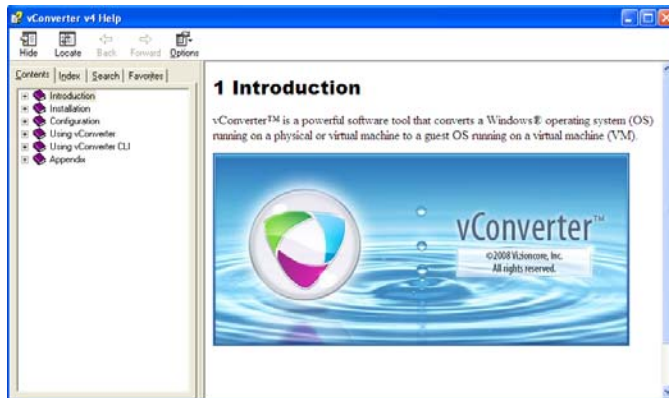 vConverter v4 Help
Hide Locate Back Forward Options
Contents Index Search Favorites
Introduction
Installation
Configuration
Using vConverter
Using vConverter CLI
Appendix
1 Introduction
vConverter™ is a powerful software tool that converts a Windows® operating system (OS)
running on a physical or virtual machine to a guest OS running on a virtual machine (VM).
vConverter™
©2008 Vizioncore, Inc.
All rights reserved.